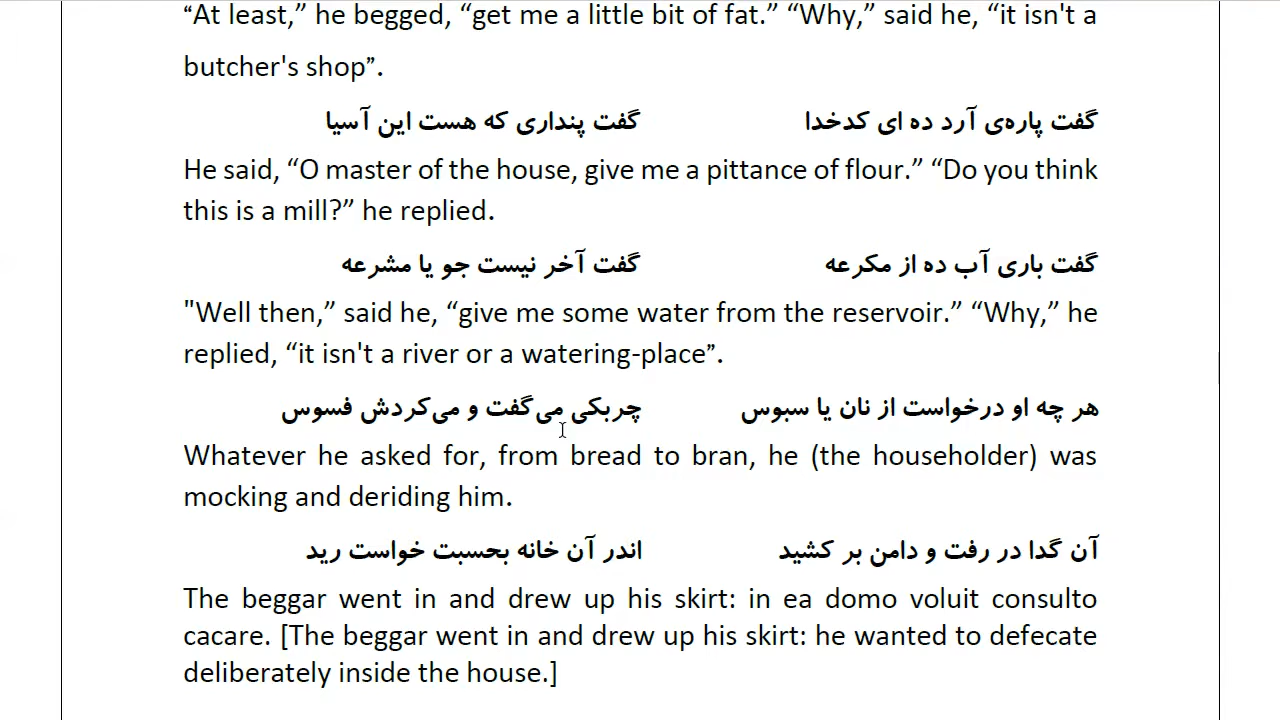 “At least,” he begged, “get me a little bit of fat.” “Why,” said he, “it isn't a
butcher's shop”.
گفت پاره‌ی آرد ده ای کدخدا گفت پنداری که هست این آسیا
He said, “O master of the house, give me a pittance of flour.” “Do you think
this is a mill?” he replied.
گفت باری آب ده از مکرعه گفت آخر نیست جو یا مشرعه
"Well then,” said he, “give me some water from the reservoir.” “Why,” he
replied, “it isn't a river or a watering-place”.
هر چه او درخواست از نان یا سبوس چربکی می‌گفت و می‌کردش فسوس
Whatever he asked for, from bread to bran, he (the householder) was
mocking and deriding him.
آن گدا در رفت و دامن بر کشید اندر آن خانه بحسبت خواست رید
The beggar went in and drew up his skirt: in ea domo voluit consulto
cacare. [The beggar went in and drew up his skirt: he wanted to defecate
deliberately inside the house.]